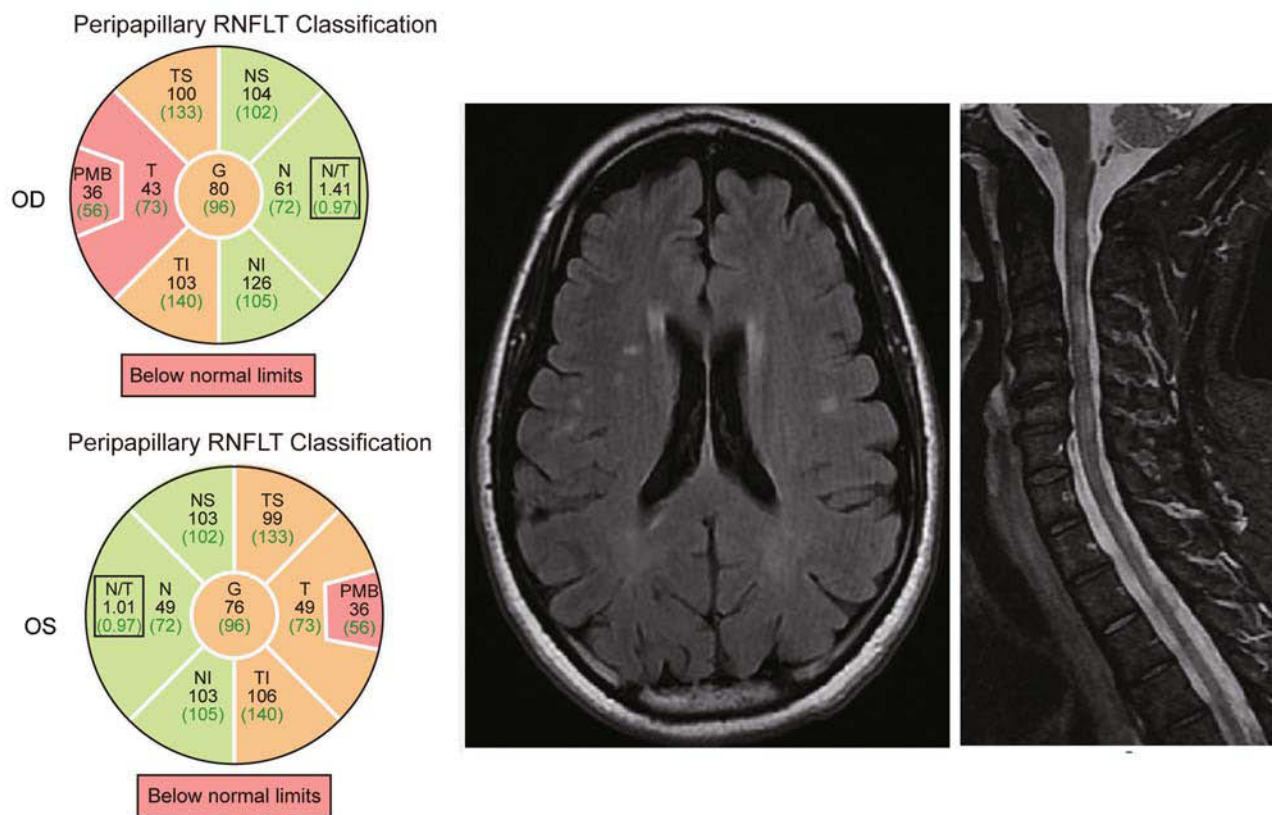 Peripapillary RNFLT Classification
OD
TS
100
(133)
NS
104
(102)
PMB
36
(56)
T
43
(73)
G
80
(96)
N
61
(72)
N/T
1.41
(0.97)
TI
103
(140)
NI
126
(105)
Below normal limits
Peripapillary RNFLT Classification
OS
NS
103
(102)
TS
99
(133)
N/T
1.01
(0.97)
N
49
(72)
G
76
(96)
T
49
(73)
PMB
36
(56)
NI
103
(105)
TI
106
(140)
Below normal limits